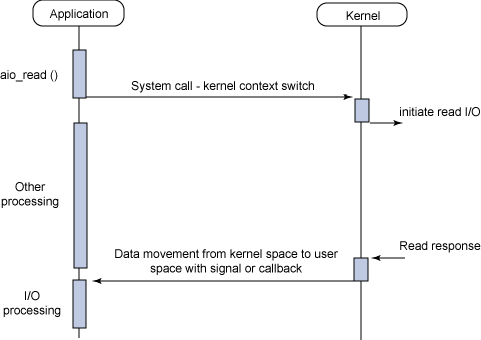 Application
Kernel
aio_read ()
System call - kernel context switch
initiate read I/O
Other
processing
Read response
Data movement from kernel space to user
space with signal or callback
I/O
processing